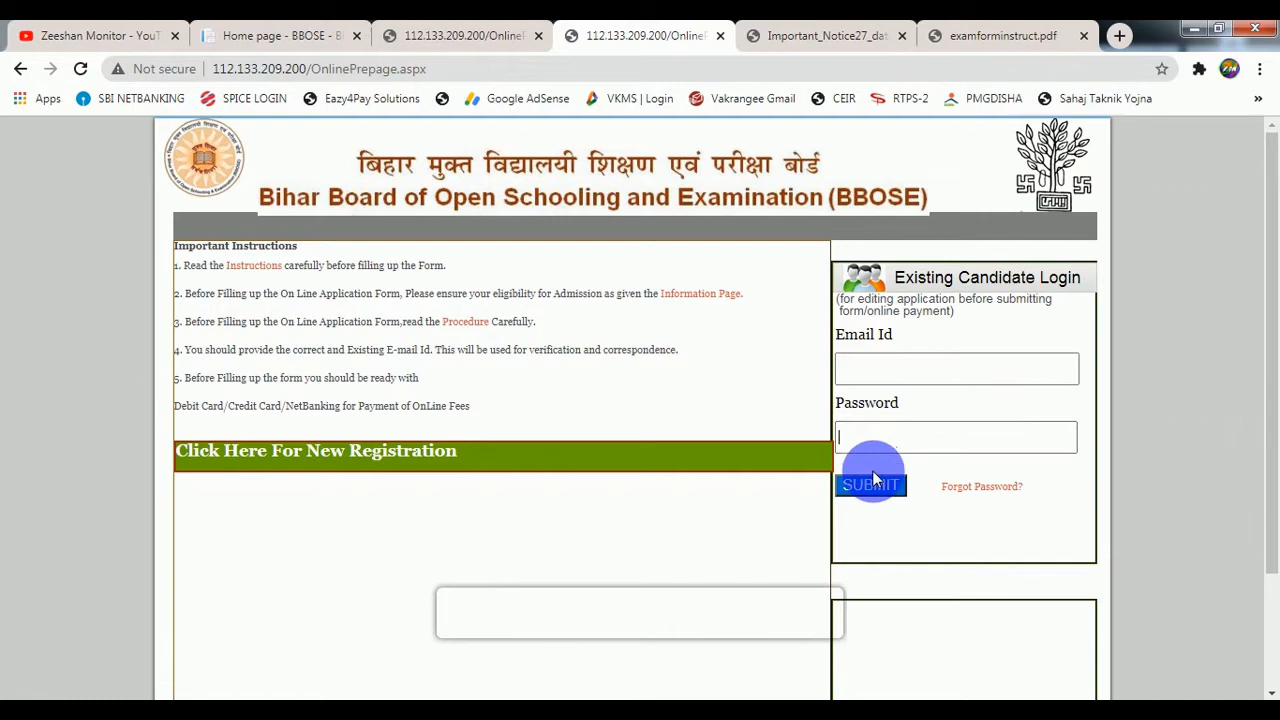 Zeeshan Monitor - YouT
Home page - BBOSE - B
112.133.209.200/OnlineF
112.133.209.200/OnlineP
Important_Notice27_dat
examforminstruct.pdf
Not secure
112.133.209.200/OnlinePrepage.aspx
Apps
SBI NETBANKING
SPICE LOGIN
Eazy4Pay Solutions
Google AdSense
VKMS | Login
Vakrangee Gmail
CEIR
RTPS-2
PMGDISHA
Sahaj Taknik Yojna
»
बिहार मुक्त विद्यालयी शिक्षण एवं परीक्षा बोर्ड
Bihar Board of Open Schooling and Examination (BBOSE)
Important Instructions
1. Read the Instructions carefully before filling up the Form.
2. Before Filling up the On Line Application Form, Please ensure your eligibility for Admission as given the Information Page.
3. Before Filling up the On Line Application Form,read the Procedure Carefully.
4. You should provide the correct and Existing E-mail Id. This will be used for verification and correspondence.
5. Before Filling up the form you should be ready with
Debit Card/Credit Card/NetBanking for Payment of OnLine Fees
Click Here For New Registration
Existing Candidate Login
(for editing application before submitting
form/online payment)
Email Id
Password
SUBMIT
Forgot Password?